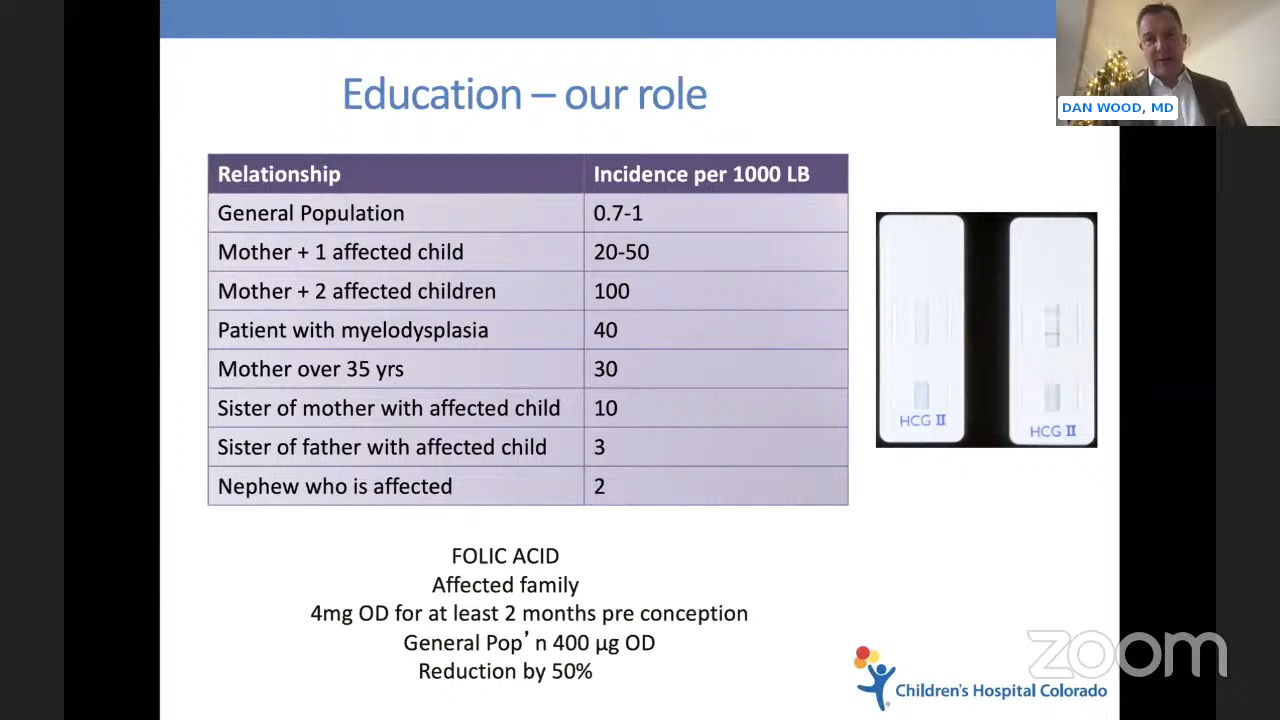 Education – our role
DAN WOOD, MD
Relationship Incidence per 1000 LB
General Population 0.7-1
Mother + 1 affected child 20-50
Mother + 2 affected children 100
Patient with myelodysplasia 40
Mother over 35 yrs 30
Sister of mother with affected child 10
Sister of father with affected child 3
Nephew who is affected 2
HCG II
HCG II
FOLIC ACID
Affected family
4mg OD for at least 2 months pre conception
General Pop’n 400 µg OD
Reduction by 50%
zoom
Children's Hospital Colorado